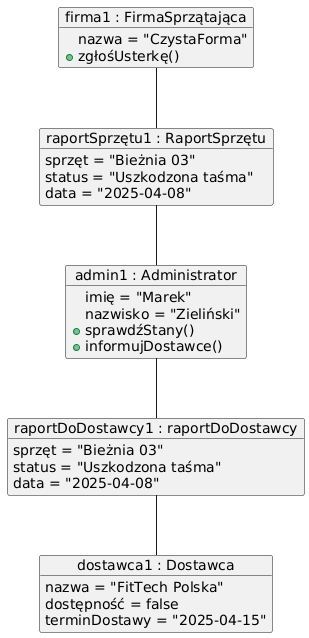 firma1 : FirmaSprzątająca
nazwa = "CzystaForma"
zgłośUsterkę()
raportSprzętu1 : RaportSprzętu
sprzęt = "Bieżnia 03"
status = "Uszkodzona taśma"
data = "2025-04-08"
admin1 : Administrator
imię = "Marek"
nazwisko = "Zieliński"
sprawdźStany()
informujDostawce()
raportDoDostawcy1 : raportDoDostawcy
sprzęt = "Bieżnia 03"
status = "Uszkodzona taśma"
data = "2025-04-08"
dostawca1 : Dostawca
nazwa = "FitTech Polska"
dostępność = false
terminDostawy = "2025-04-15"